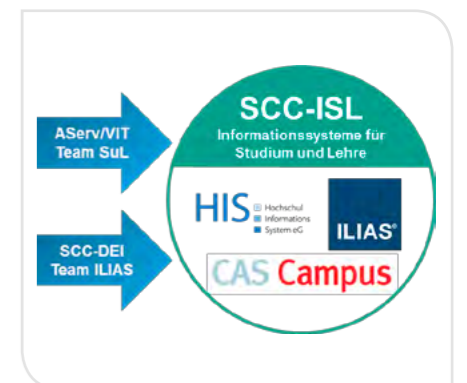 AServ/VIT
Team SuL
SCC-DEI
Team ILIAS
SCC-ISL
Informationssysteme für
Studium und Lehre
HIS
Hochschul
Informations
System eG
ILIAS®
CAS Campus